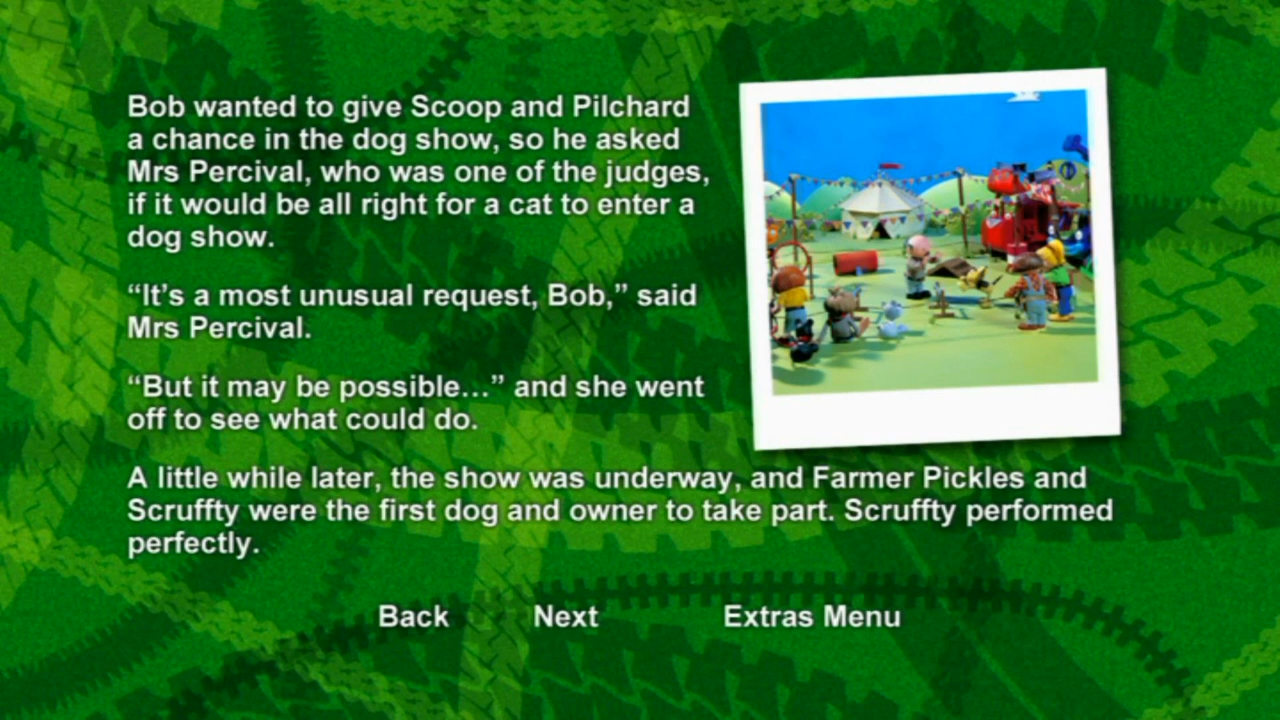 Bob wanted to give Scoop and Pilchard
a chance in the dog show, so he asked
Mrs Percival, who was one of the judges,
if it would be all right for a cat to enter a
dog show.
“It’s a most unusual request, Bob,” said
Mrs Percival.
“But it may be possible…” and she went
off to see what could do.
A little while later, the show was underway, and Farmer Pickles and
Scruffty were the first dog and owner to take part. Scruffty performed
perfectly.
Back Next Extras Menu